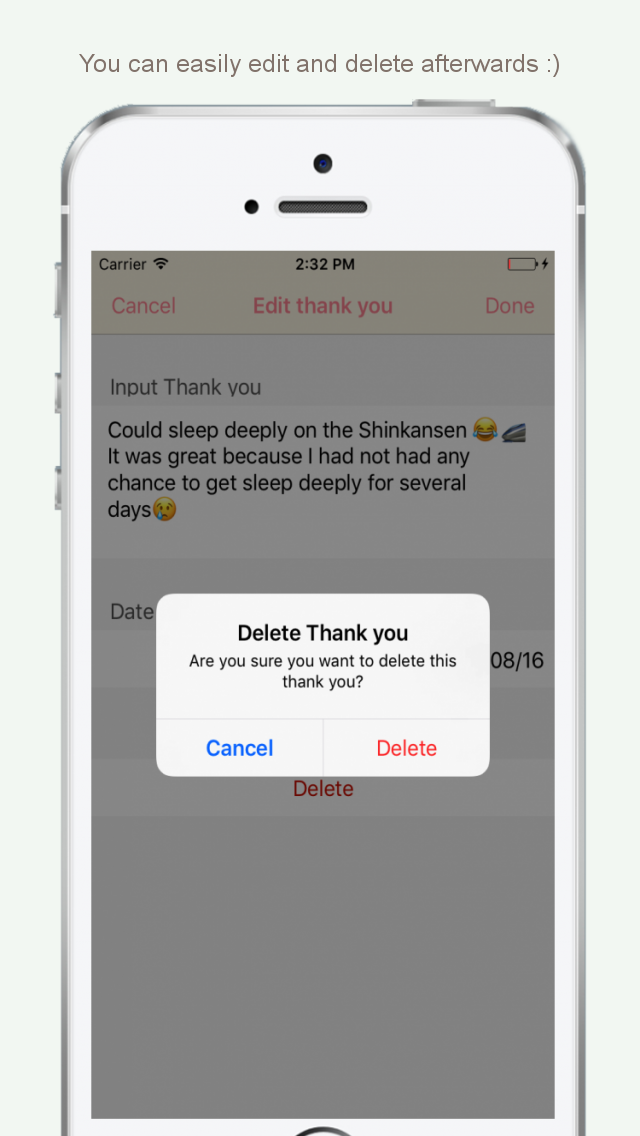 You can easily edit and delete afterwards :)
Carrier 2:32 PM
Cancel Edit thank you Done
Input Thank you
Could sleep deeply on the Shinkansen 😂🚄
It was great because I had not had any
chance to get sleep deeply for several
days😢
Date
08/16
Delete Thank you
Are you sure you want to delete this
thank you?
Cancel Delete
Delete